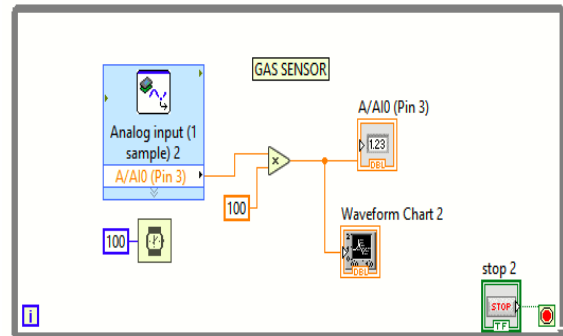 GAS SENSOR
A/AI0 (Pin 3)
1.23
DBL
Analog input (1
sample) 2
A/AI0 (Pin 3)
x
100
100
Waveform Chart 2
DBL
stop 2
STOP
TF
i